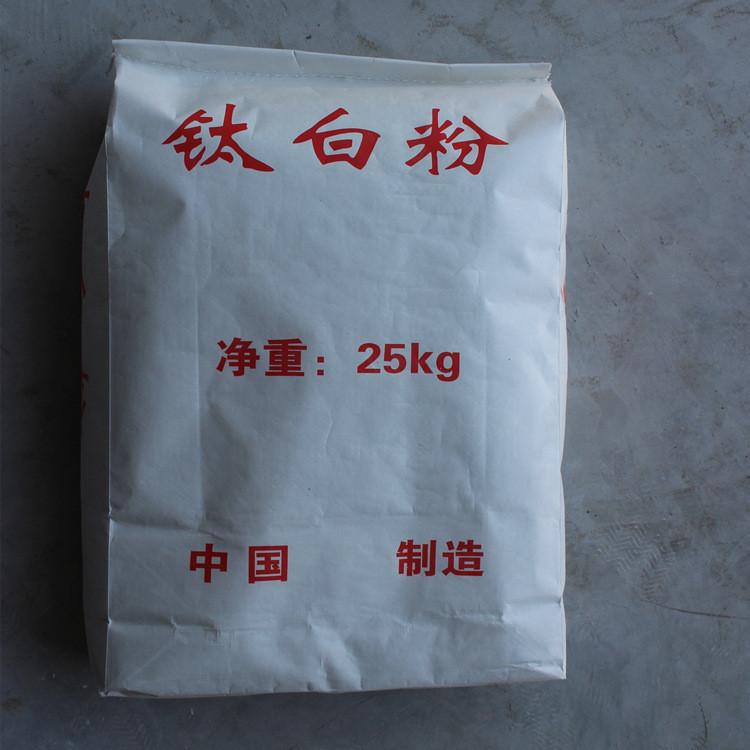 钛白粉
净重：25kg
中国 制造